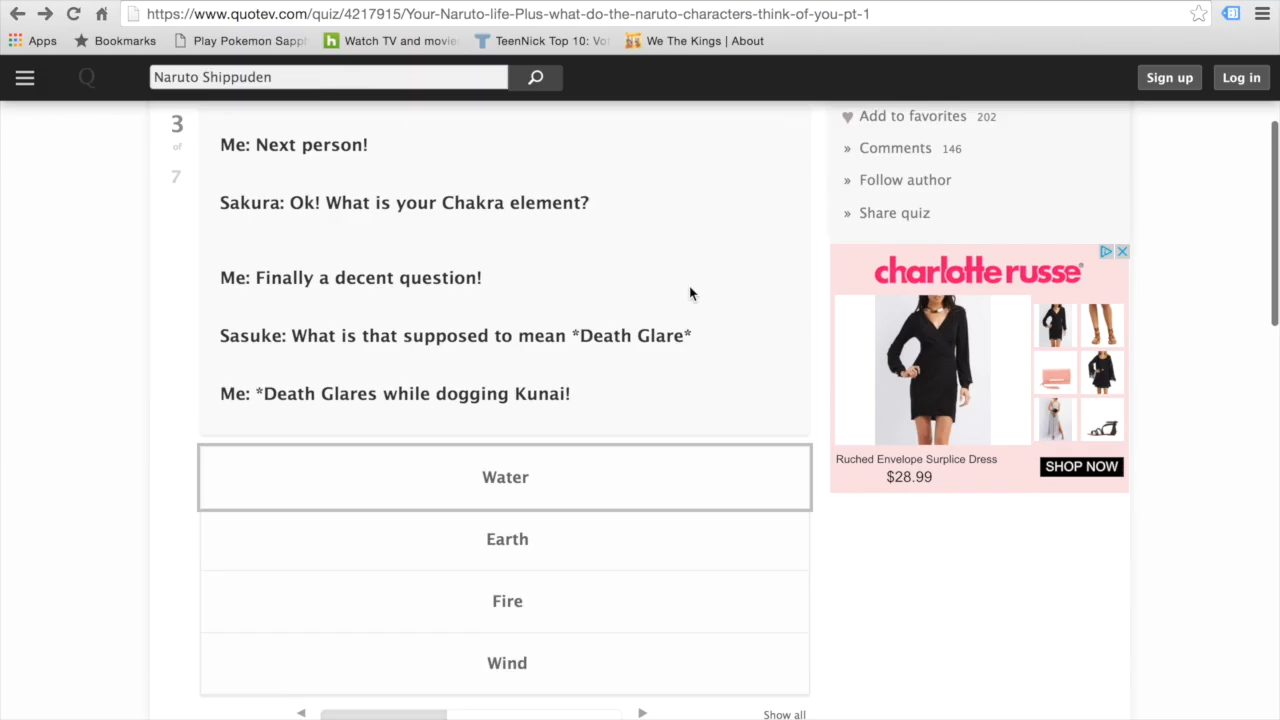 https://www.quotev.com/quiz/4217915/Your-Naruto-life-Plus-what-do-the-naruto-characters-think-of-you-pt-1
Apps
Bookmarks
Play Pokemon Sapp
Watch TV and movie
TeenNick Top 10: Vo
We The Kings | About
Q
Naruto Shippuden
Sign up
Log in
3
of
7
Me: Next person!
Sakura: Ok! What is your Chakra element?
Me: Finally a decent question!
Sasuke: What is that supposed to mean *Death Glare*
Me: *Death Glares while dogging Kunai!
Water
Earth
Fire
Wind
Show all
Add to favorites 202
» Comments 146
» Follow author
» Share quiz
charlotte russe®
Ruched Envelope Surplice Dress
$28.99
SHOP NOW